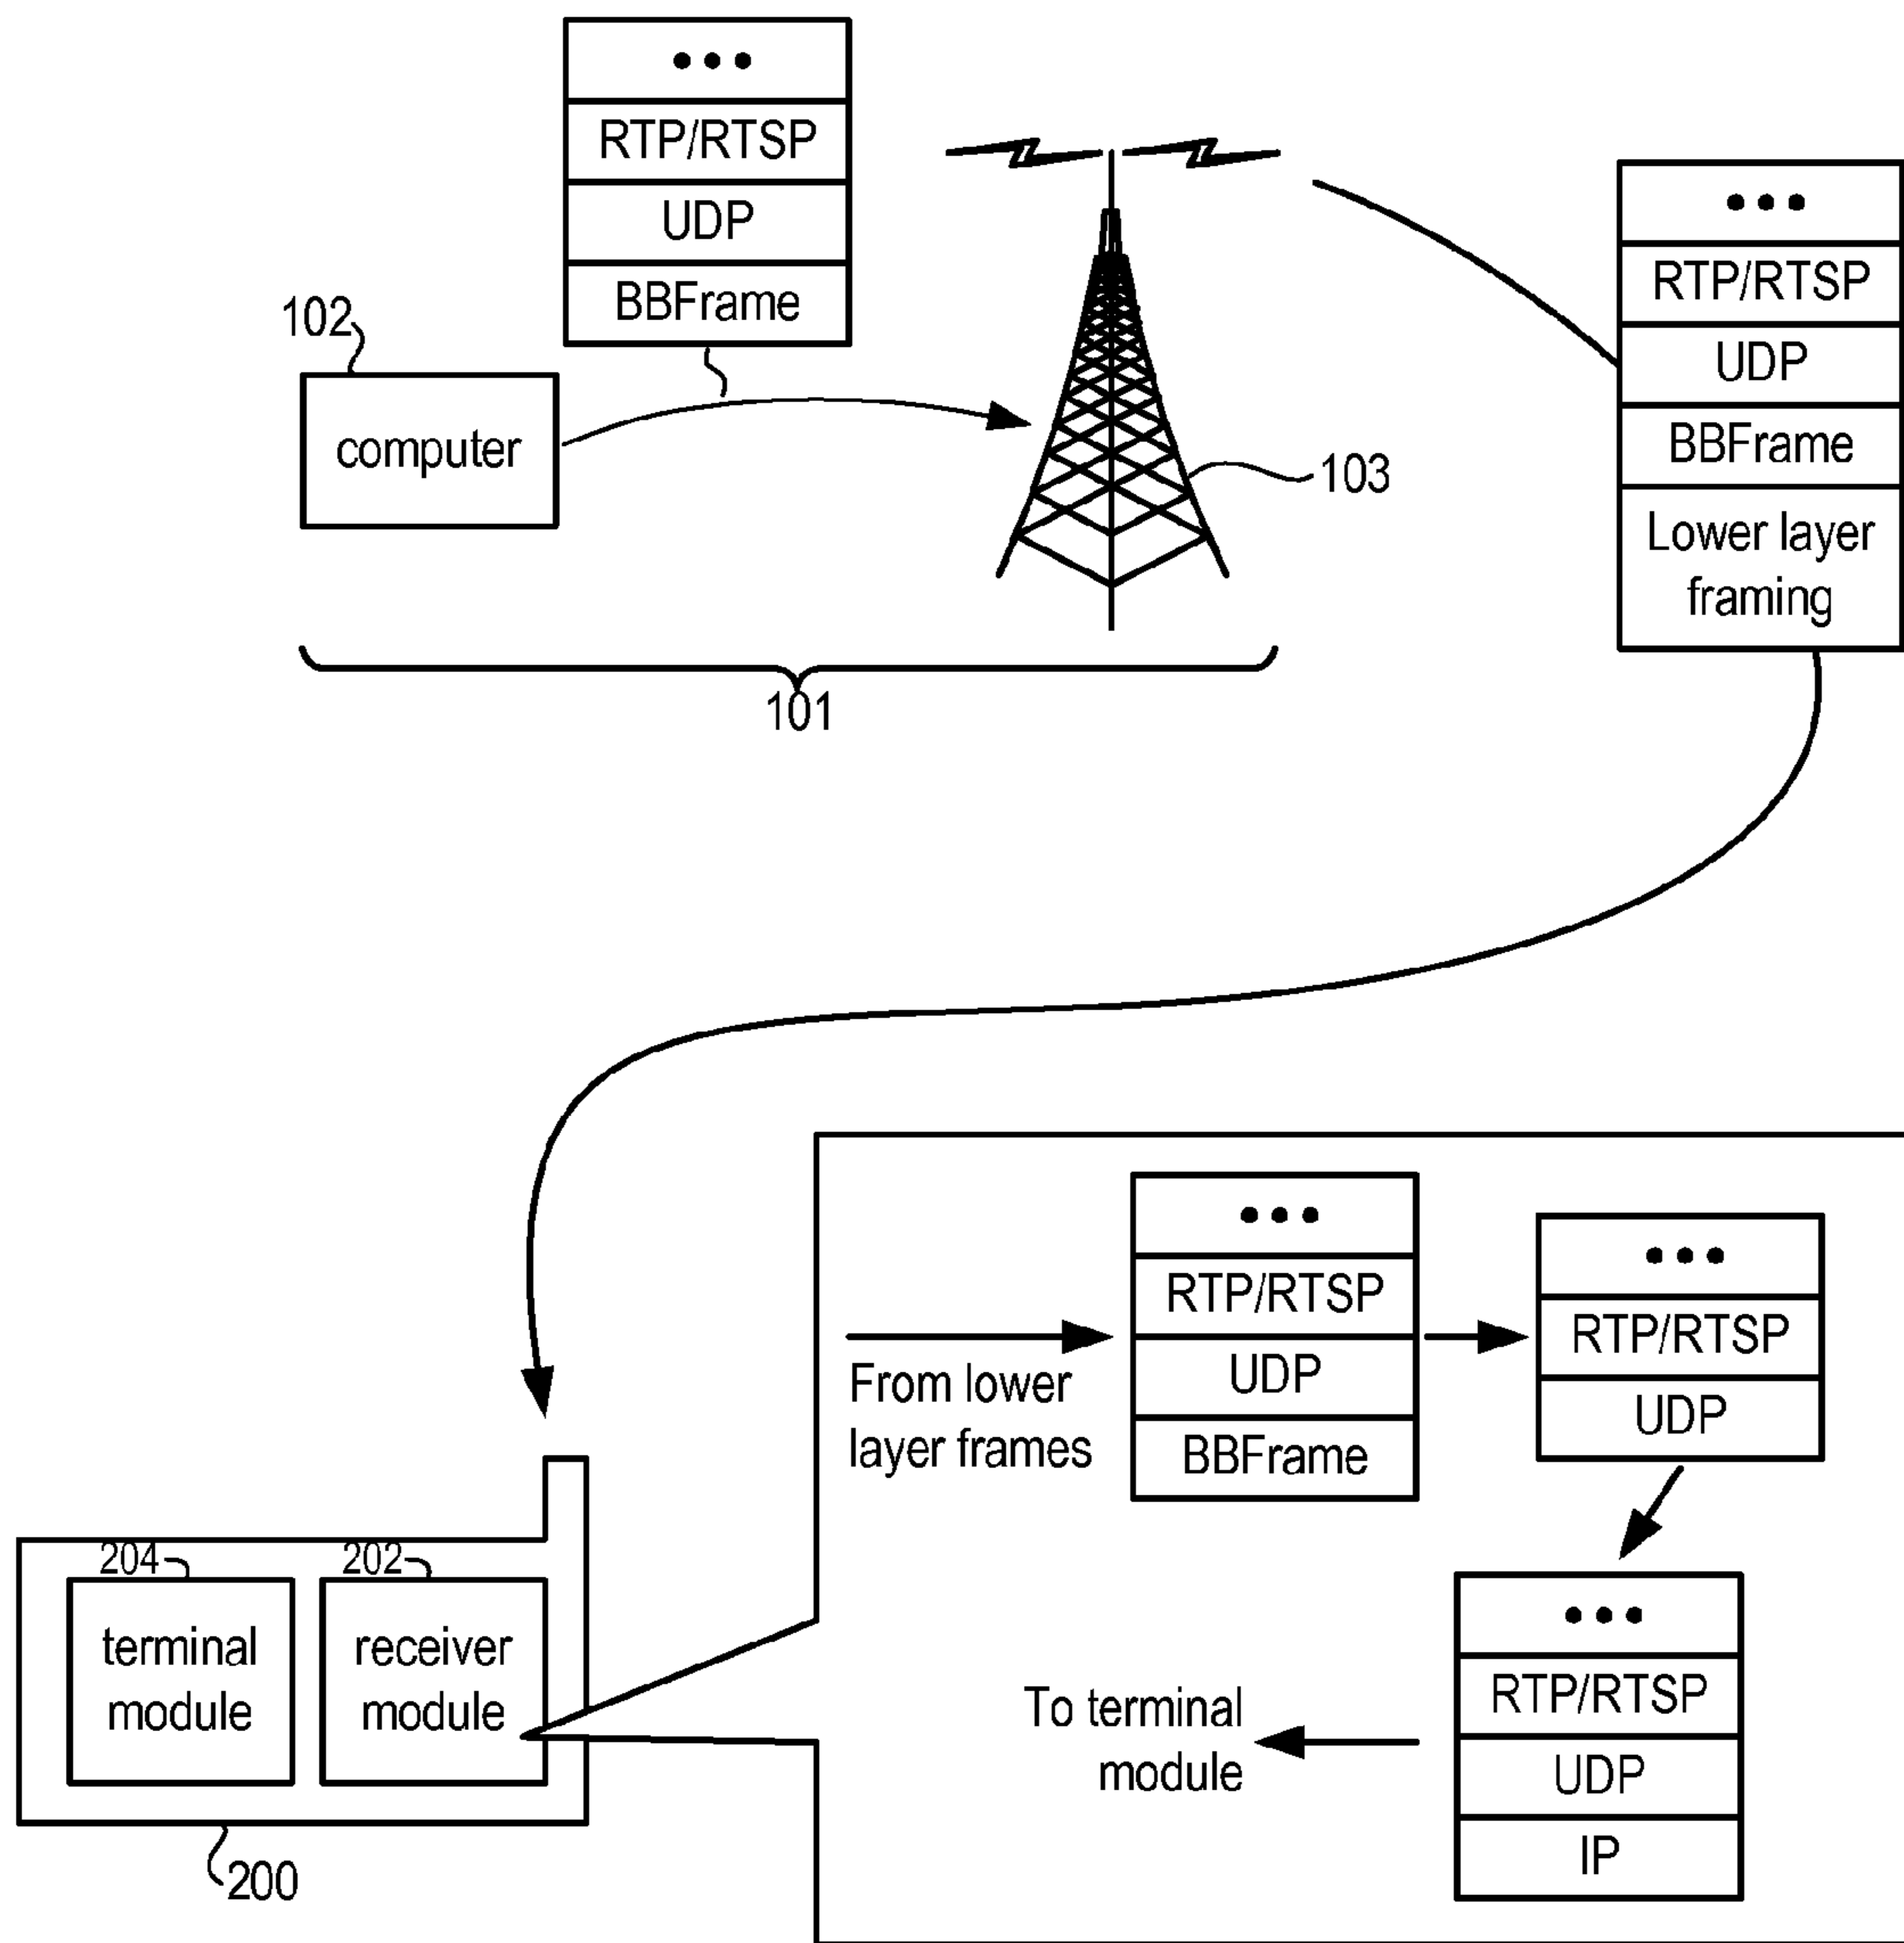 •••
RTP/RTSP
UDP
BBFrame
102
computer
103
101
•••
RTP/RTSP
UDP
BBFrame
Lower layer
framing
•••
RTP/RTSP
UDP
BBFrame
From lower
layer frames
•••
RTP/RTSP
UDP
•••
RTP/RTSP
UDP
IP
To terminal
module
204
terminal
module
202
receiver
module
200